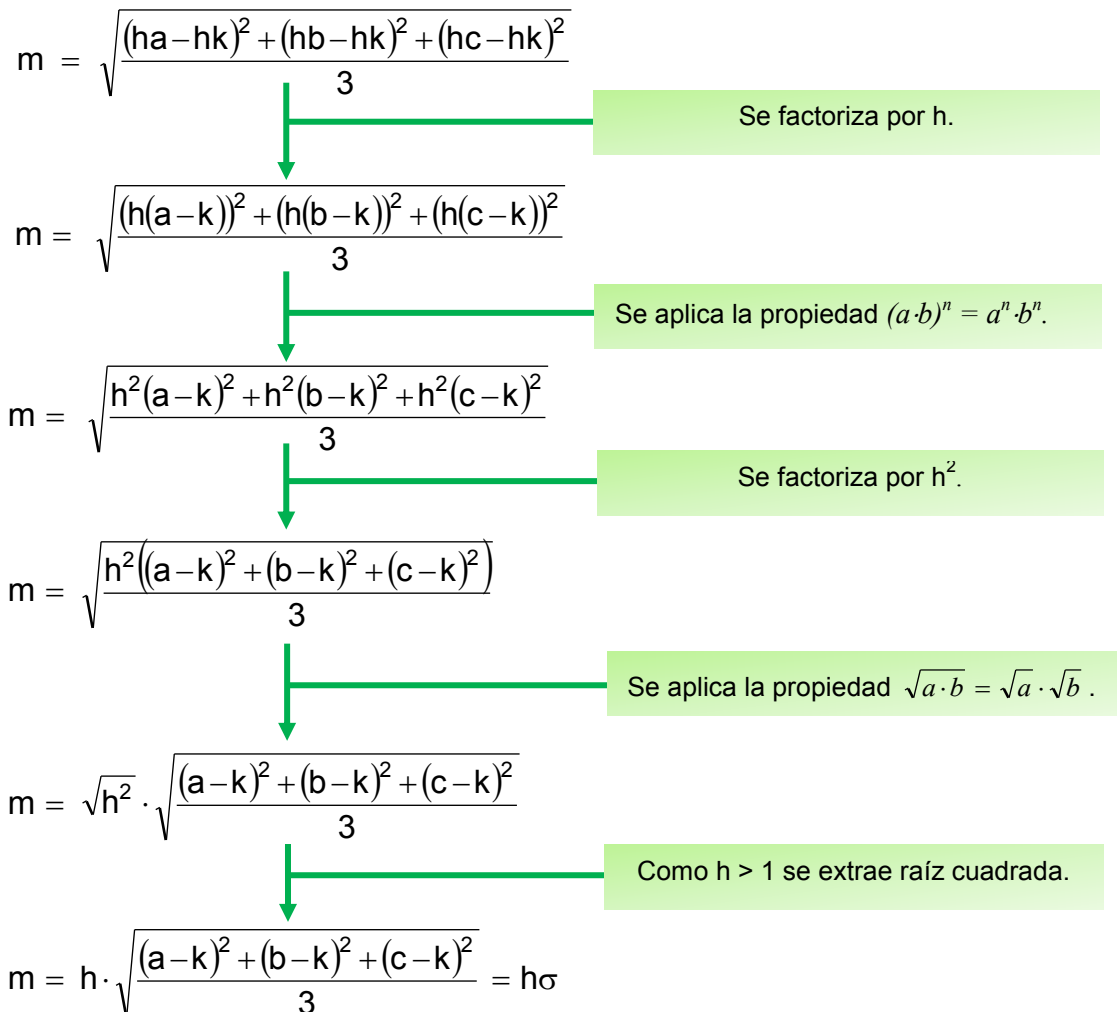 m = √(((ha−hk)² + (hb−hk)² + (hc−hk)²)/3)
Se factoriza por h.
m = √(((h(a−k))² + (h(b−k))² + (h(c−k))²)/3)
Se aplica la propiedad (a·b)ⁿ = aⁿ·bⁿ.
m = √((h²(a−k)² + h²(b−k)² + h²(c−k)²)/3)
Se factoriza por h².
m = √((h²((a−k)² + (b−k)² + (c−k)²))/3)
Se aplica la propiedad √(a·b) = √a · √b .
m = √(h²) · √(((a−k)² + (b−k)² + (c−k)²)/3)
Como h > 1 se extrae raíz cuadrada.
m = h · √(((a−k)² + (b−k)² + (c−k)²)/3) = hσ